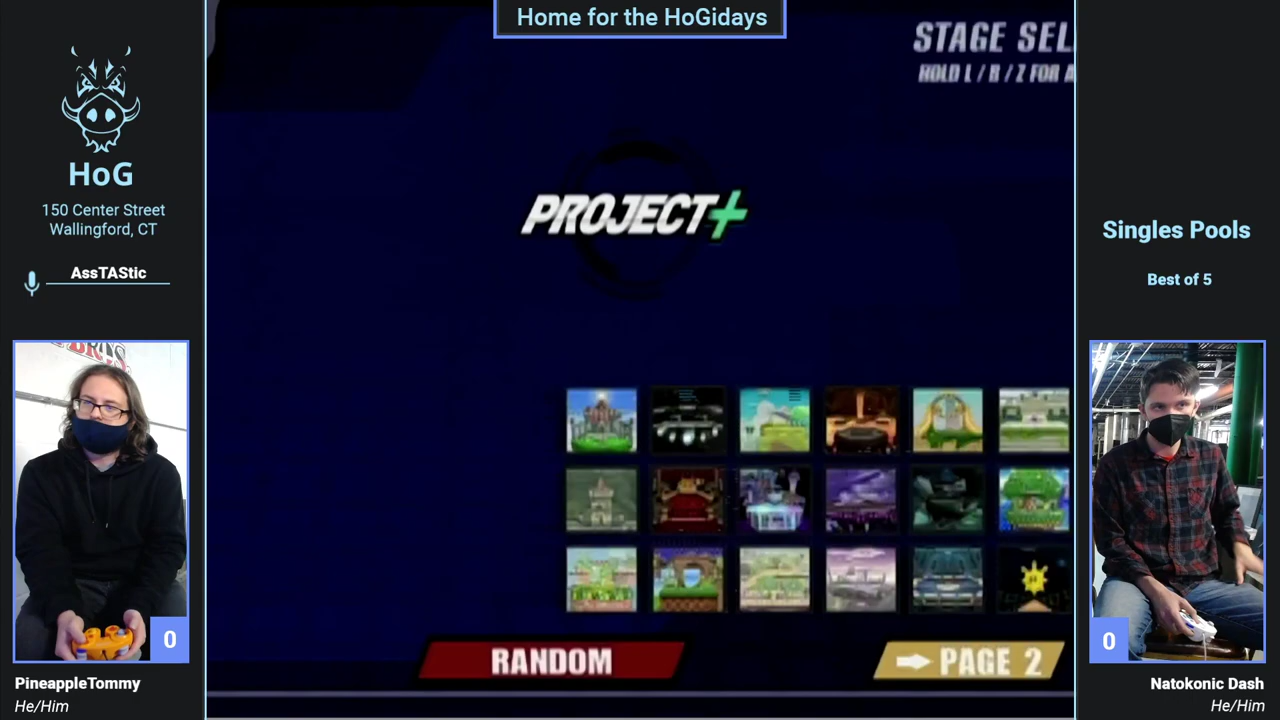 Home for the HoGidays
HoG
150 Center Street
Wallingford, CT
AssTAStic
STAGE SEL
HOLD L / R / Z FOR A
PROJECT+
RANDOM
PAGE 2
Singles Pools
Best of 5
0
PineappleTommy
He/Him
0
Natokonic Dash
He/Him